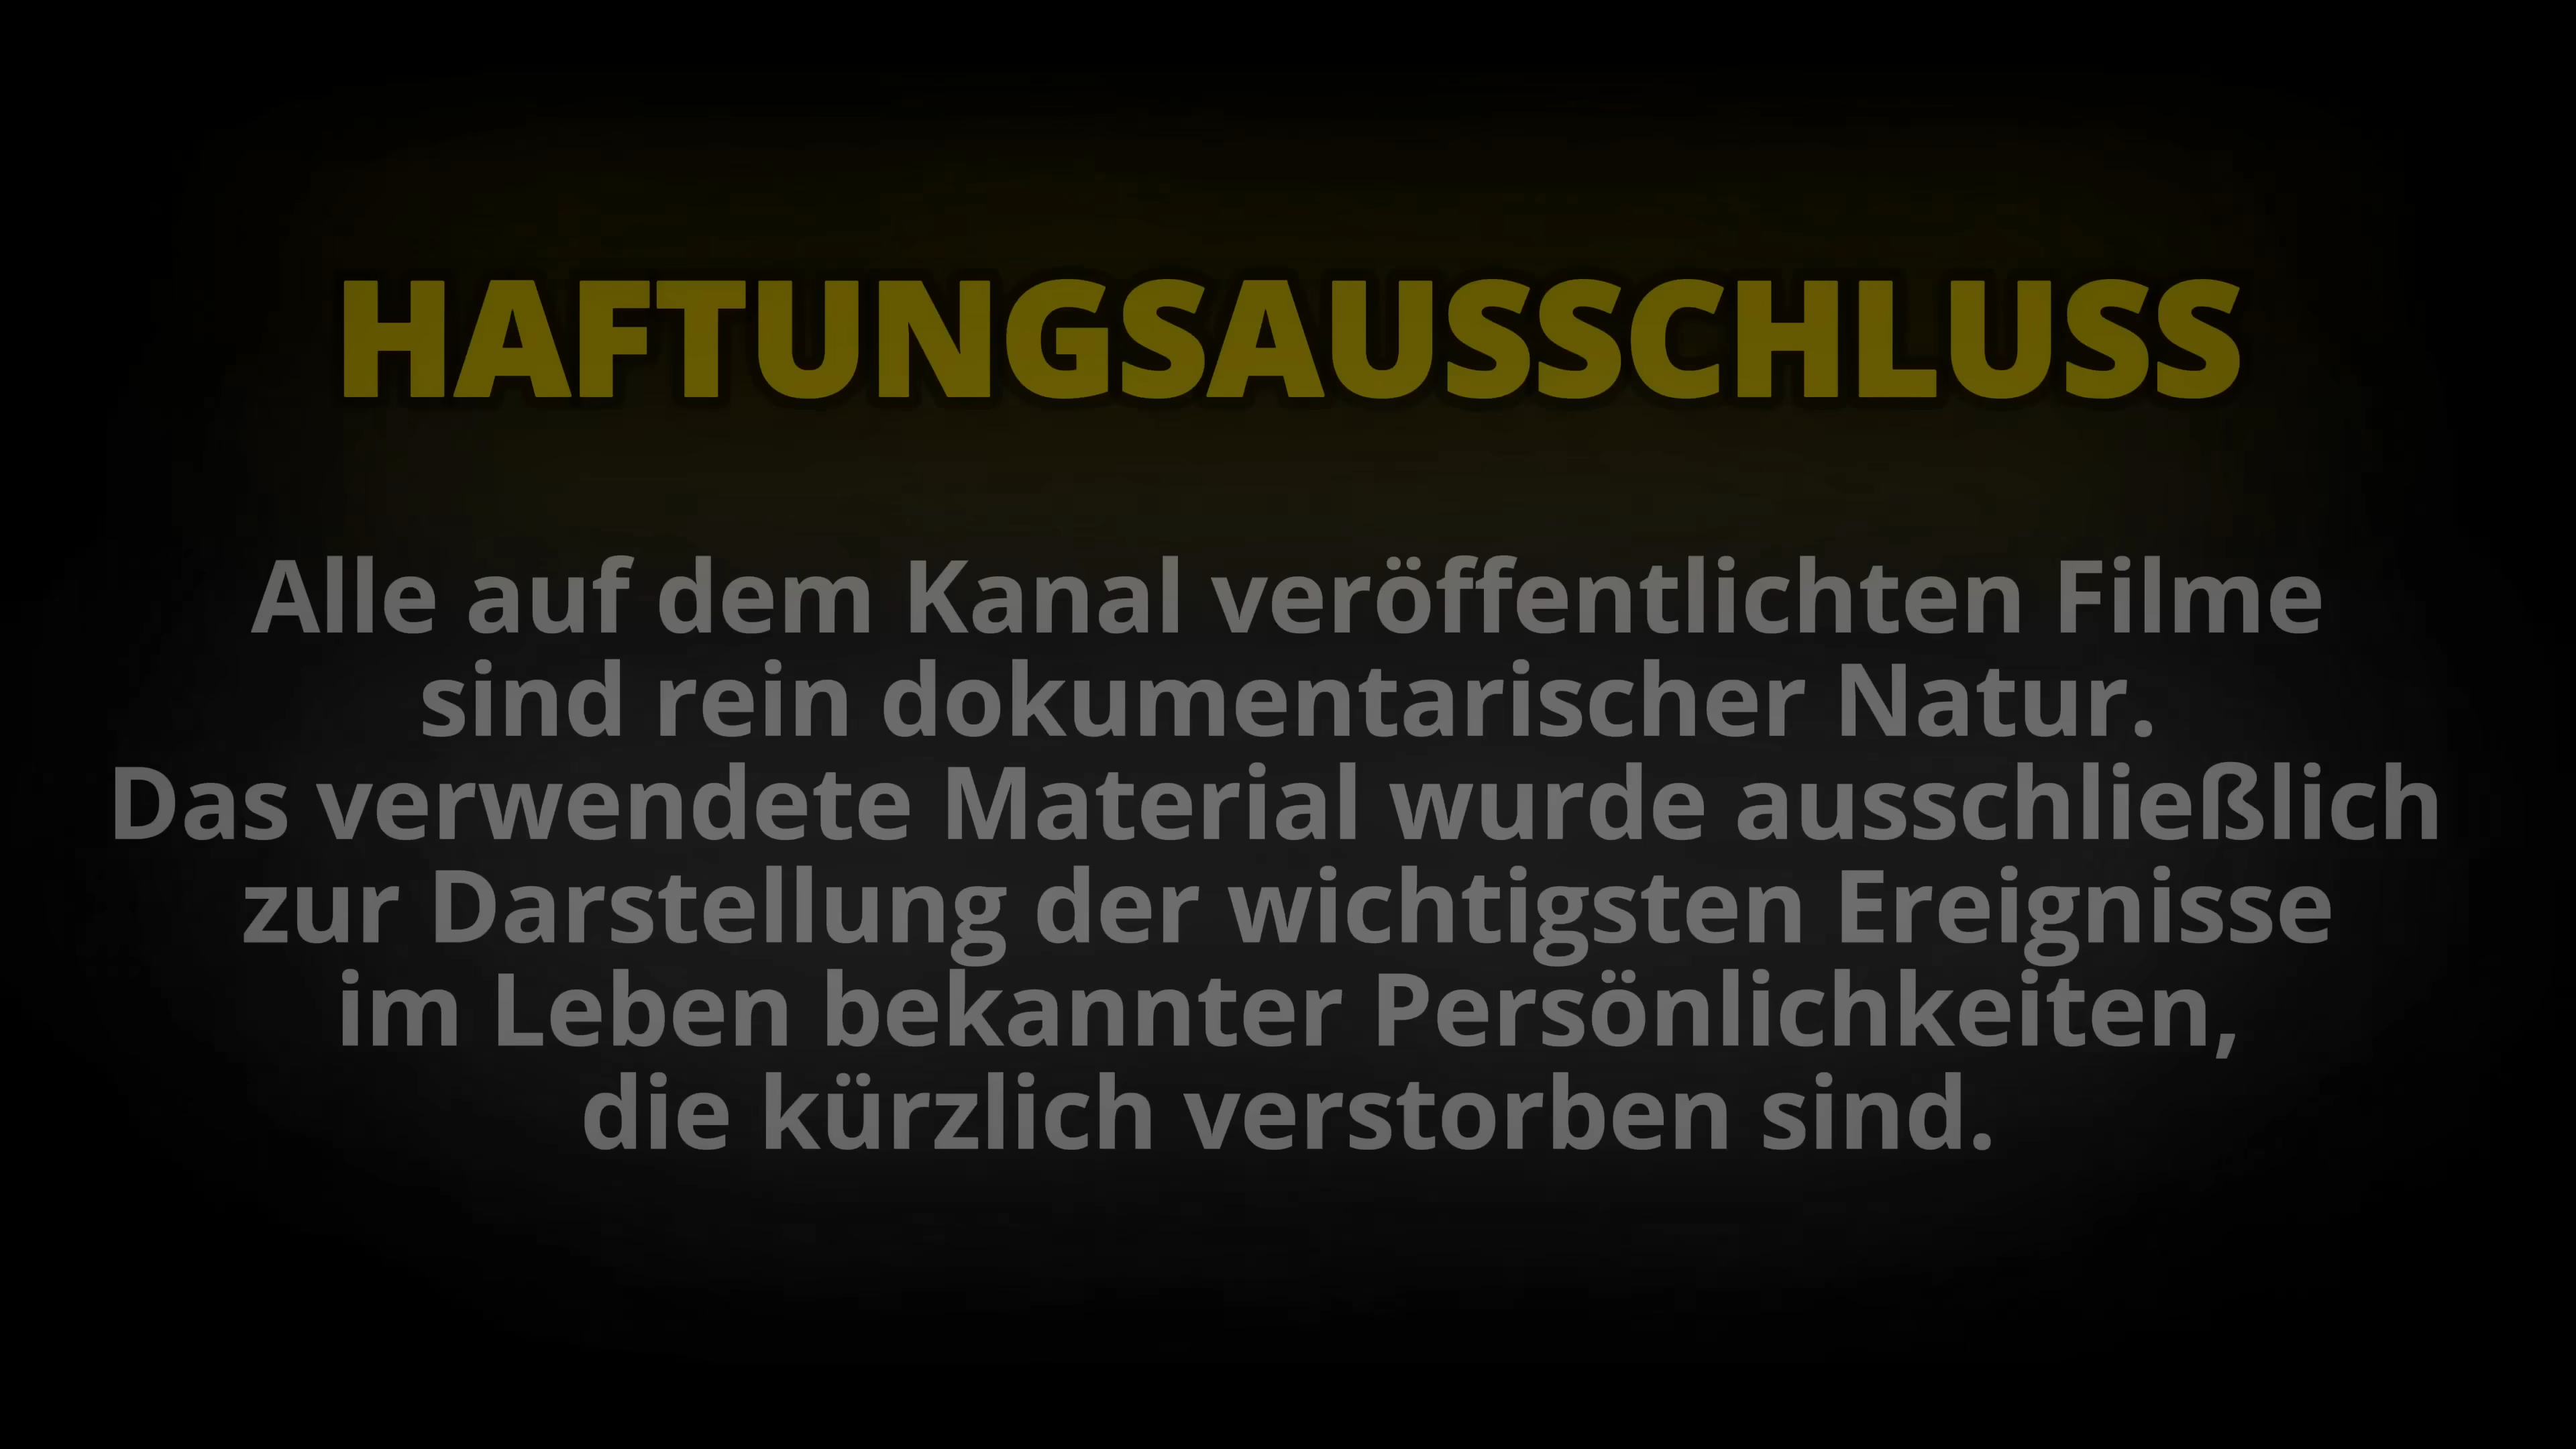 HAFTUNGSAUSSCHLUSS
Alle auf dem Kanal veröffentlichten Filme
sind rein dokumentarischer Natur.
Das verwendete Material wurde ausschließlich
zur Darstellung der wichtigsten Ereignisse
im Leben bekannter Persönlichkeiten,
die kürzlich verstorben sind.